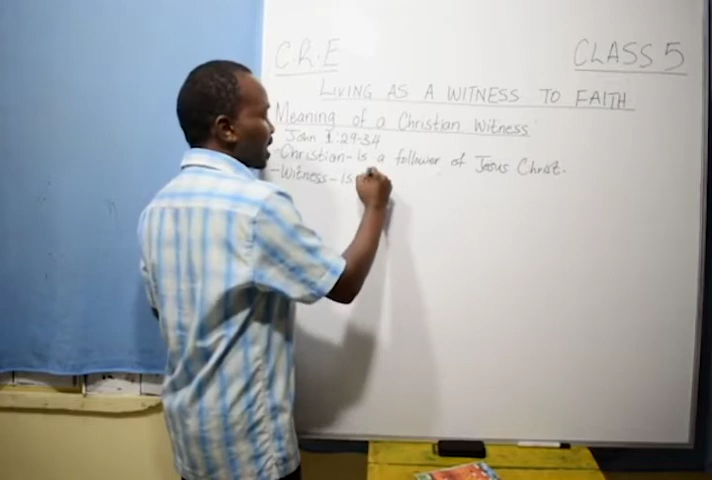 C.R.E
CLASS 5
LIVING AS A WITNESS TO FAITH
Meaning of a Christian Witness
John 1:29-34
-Christian-Is a follower of Jesus Christ.
-Witness-Is